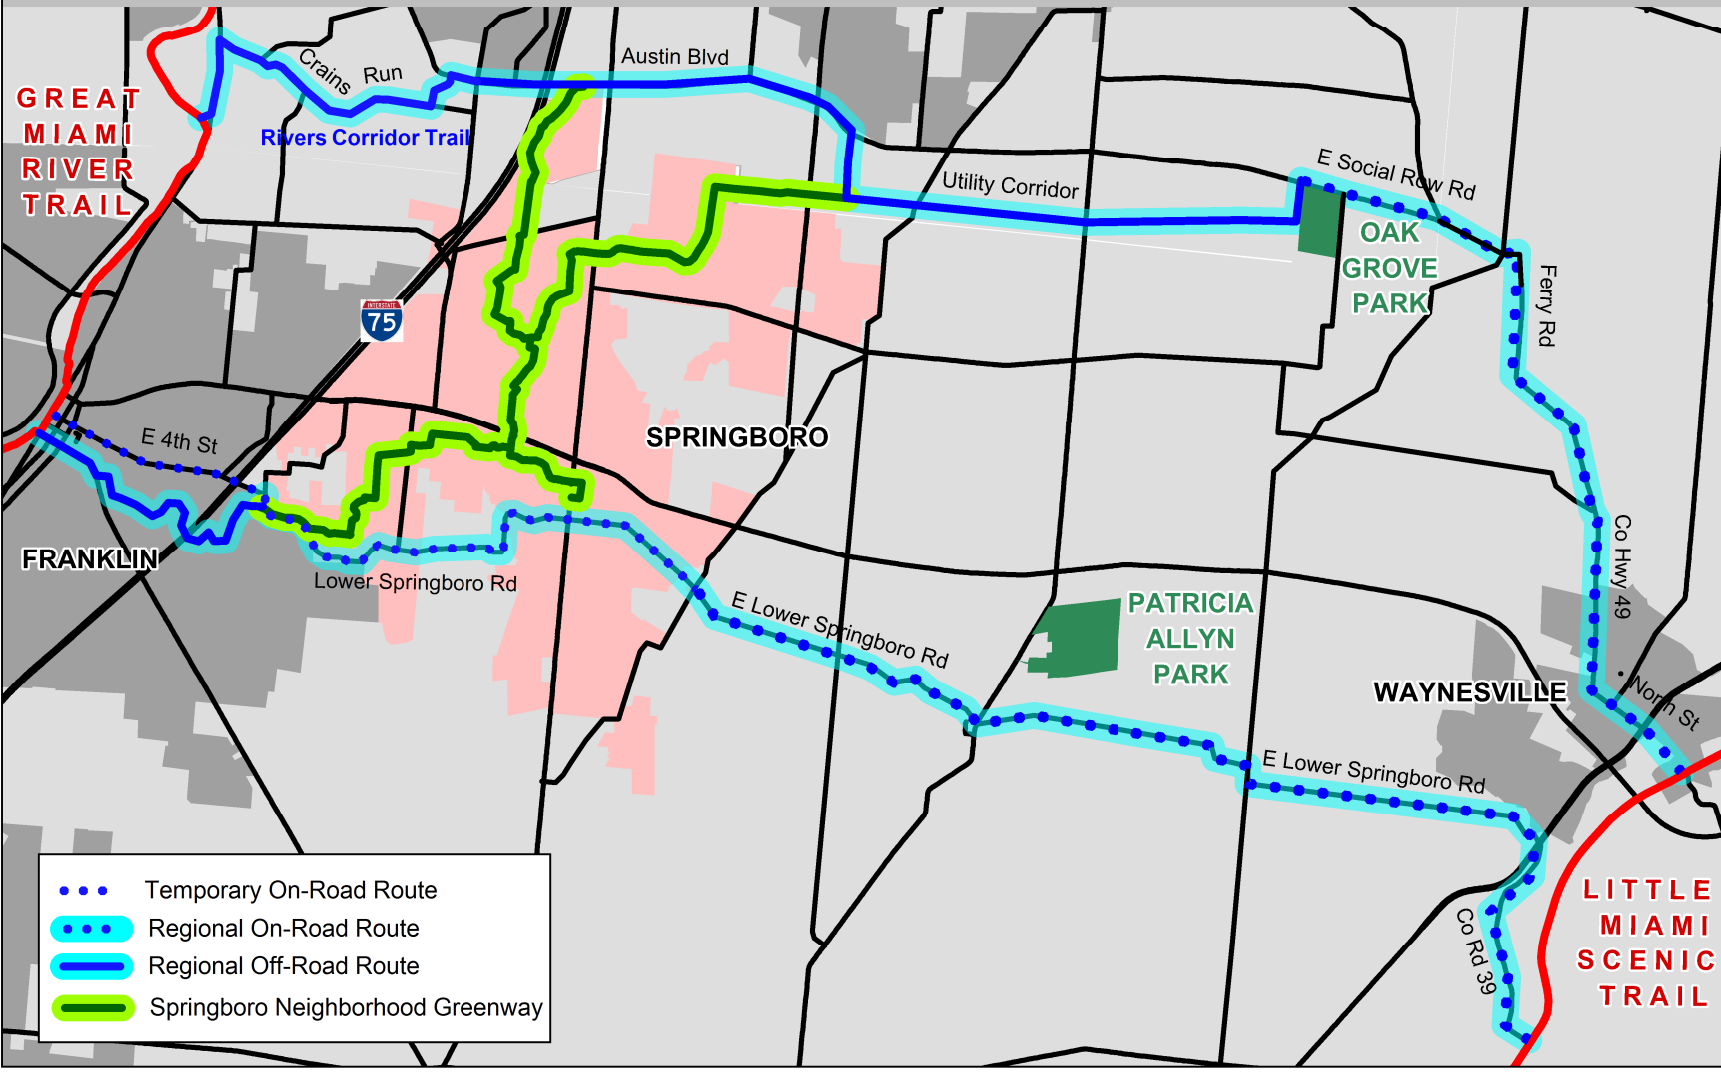 Austin Blvd
Crains
Run
GREAT
MIAMI
RIVER
TRAIL
Rivers Corridor Trail
E Social Row Rd
Utility Corridor
OAK
GROVE
PARK
INTERSTATE
75
Ferry Rd
SPRINGBORO
E 4th St
FRANKLIN
Lower Springboro Rd
Co Hwy 49
E Lower Springboro Rd
PATRICIA
ALLYN
PARK
WAYNESVILLE
North St
E Lower Springboro Rd
LITTLE
MIAMI
SCENIC
TRAIL
Co Rd 39
Temporary On-Road Route
Regional On-Road Route
Regional Off-Road Route
Springboro Neighborhood Greenway